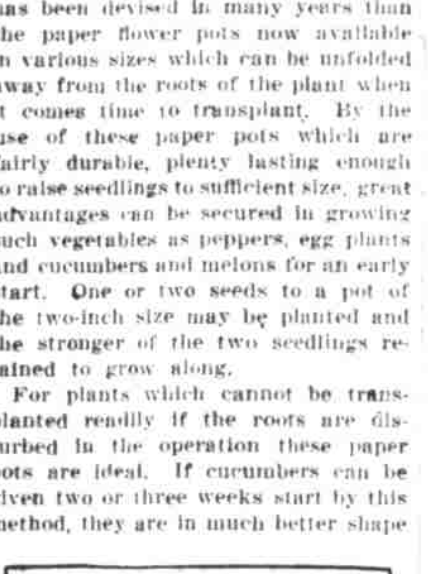 has been devised in many years than
the paper flower pots now available
in various sizes which can be unfolded
away from the roots of the plant when
it comes time to transplant. By the
use of these paper pots which are
fairly durable, plenty lasting enough
to raise seedlings to sufficient size, great
advantages can be secured in growing
such vegetables as peppers, egg plants
and cucumbers and melons for an early
start. One or two seeds to a pot of
the two-inch size may be planted and
the stronger of the two seedlings re-
tained to grow along.
For plants which cannot be trans-
planted readily if the roots are dis-
turbed in the operation these paper
pots are ideal. If cucumbers can be
given two or three weeks start by this
method, they are in much better shape